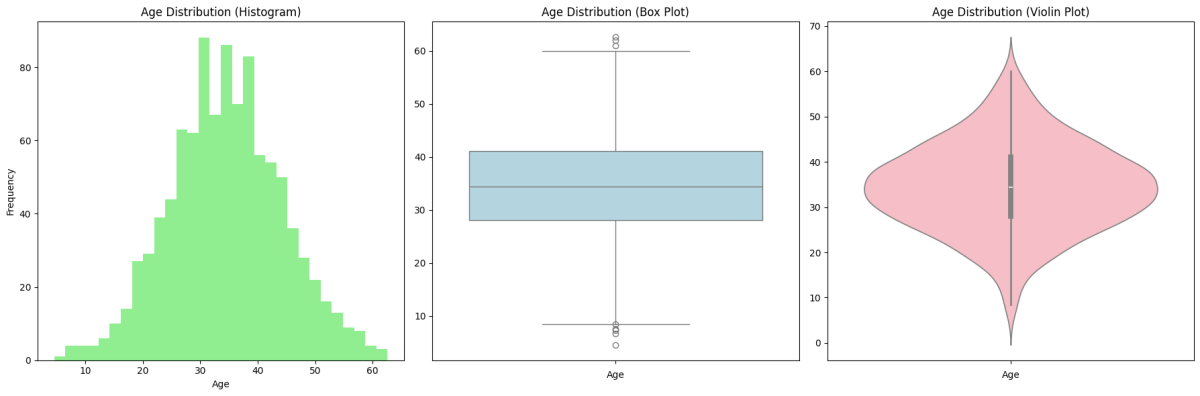 Age Distribution (Histogram)
Frequency
80
60
40
20
0
10 20 30 40 50 60
Age
Age Distribution (Box Plot)
60
50
40
30
20
10
Age
Age Distribution (Violin Plot)
70
60
50
40
30
20
10
0
Age